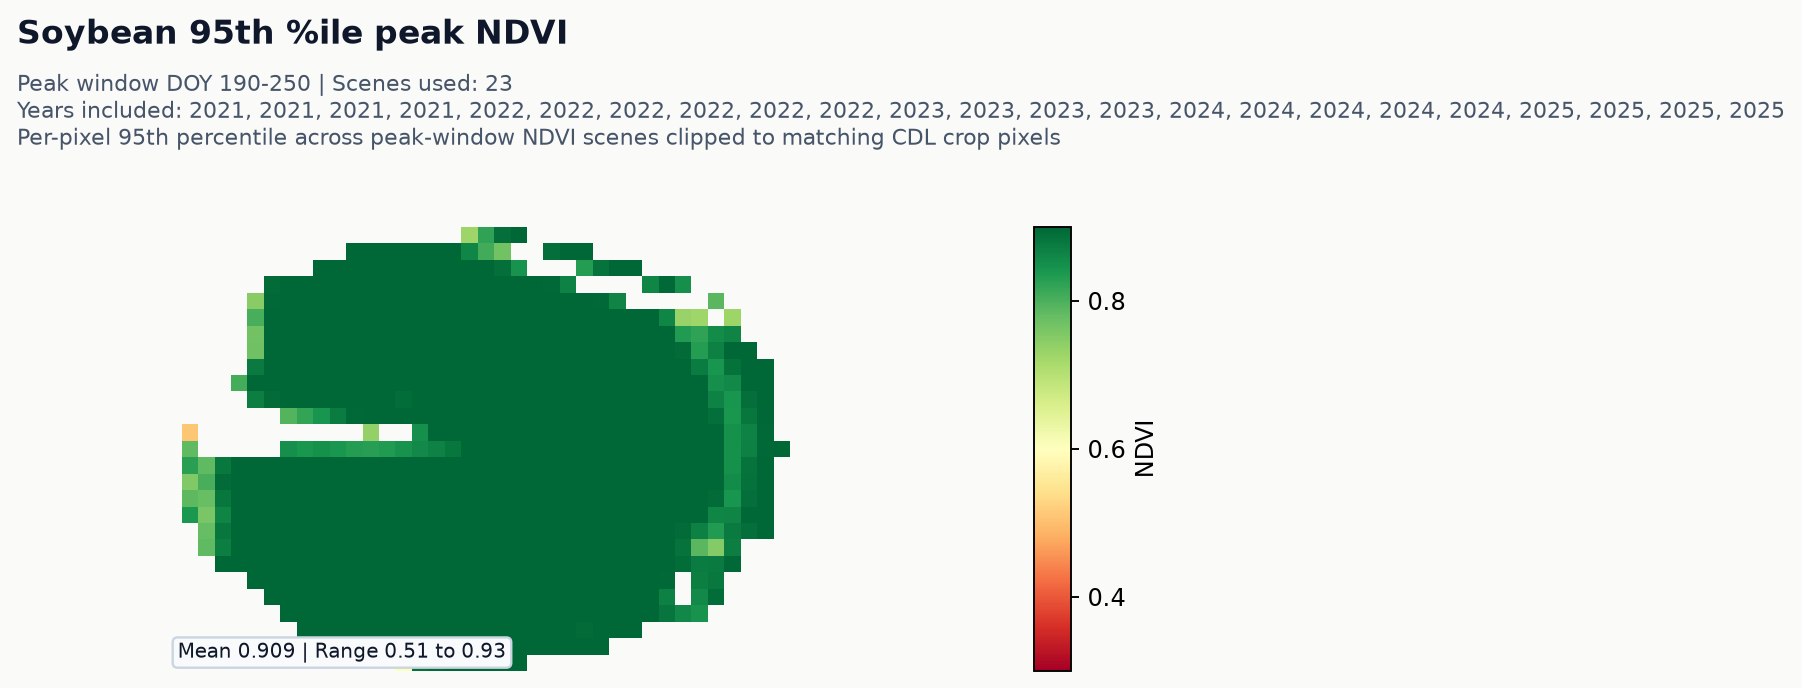 Soybean 95th %ile peak NDVI
Peak window DOY 190-250 | Scenes used: 23
Years included: 2021, 2021, 2021, 2021, 2022, 2022, 2022, 2022, 2022, 2022, 2023, 2023, 2023, 2023, 2024, 2024, 2024, 2024, 2024, 2025, 2025, 2025, 2025
Per-pixel 95th percentile across peak-window NDVI scenes clipped to matching CDL crop pixels
0.8
0.6
0.4
NDVI
Mean 0.909 | Range 0.51 to 0.93